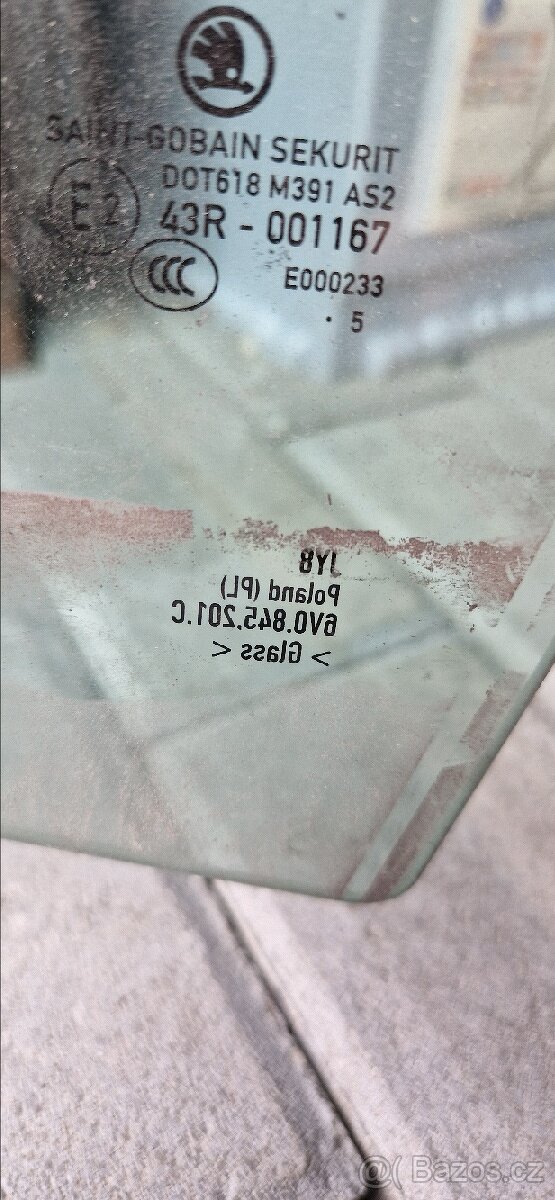 SAINT-GOBAIN SEKURIT
DOT618 M391 AS2
E2 43R - 001167
CCC E000233
. 5
JY8
Poland (PL)
6V0.845.201.C
> Glass <
@( Bazos.cz